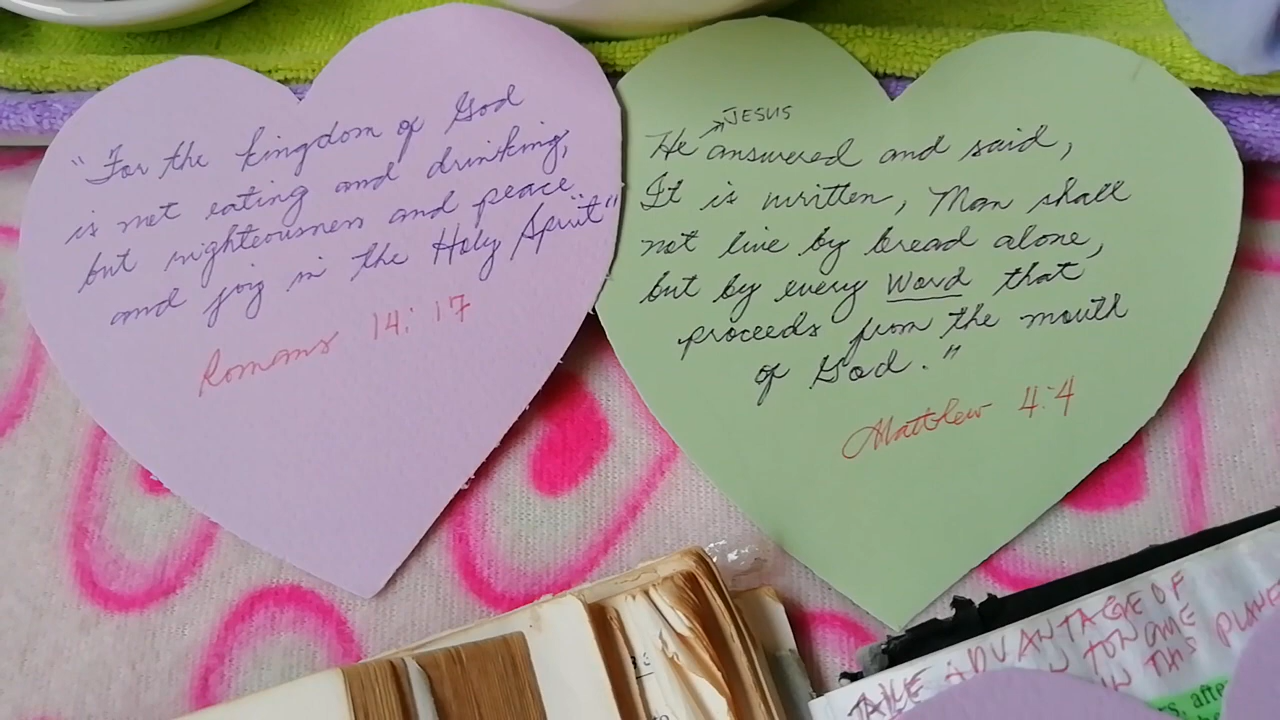 "For the kingdom of God
is not eating and drinking,
but righteousness and peace
and joy in the Holy Spirit"
Romans 14:17
JESUS
He answered and said,
It is written, Man shall
not live by bread alone,
but by every Word that
proceeds from the mouth
of God."
Matthew 4:4
TAKE ADVANTAGE OF
IN THIS PLANE
, after